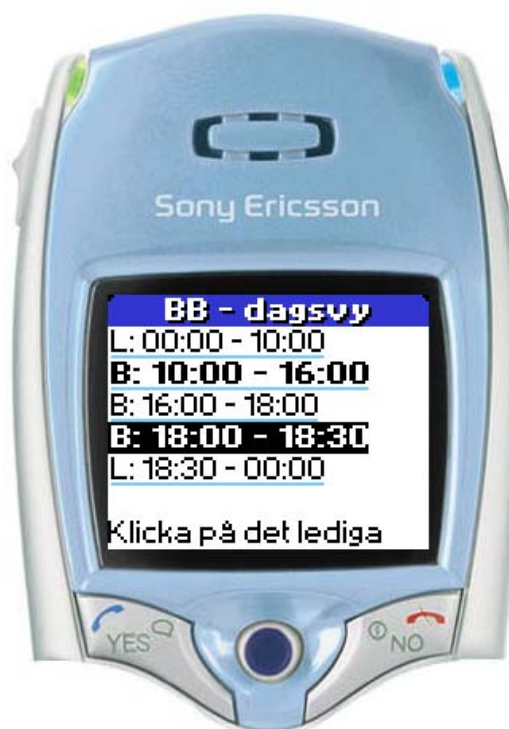 Sony Ericsson
BB - dagsvy
L: 00:00 - 10:00
B: 10:00 - 16:00
B: 16:00 - 18:00
B: 18:00 - 18:30
L: 18:30 - 00:00
Klicka på det lediga
YES
NO